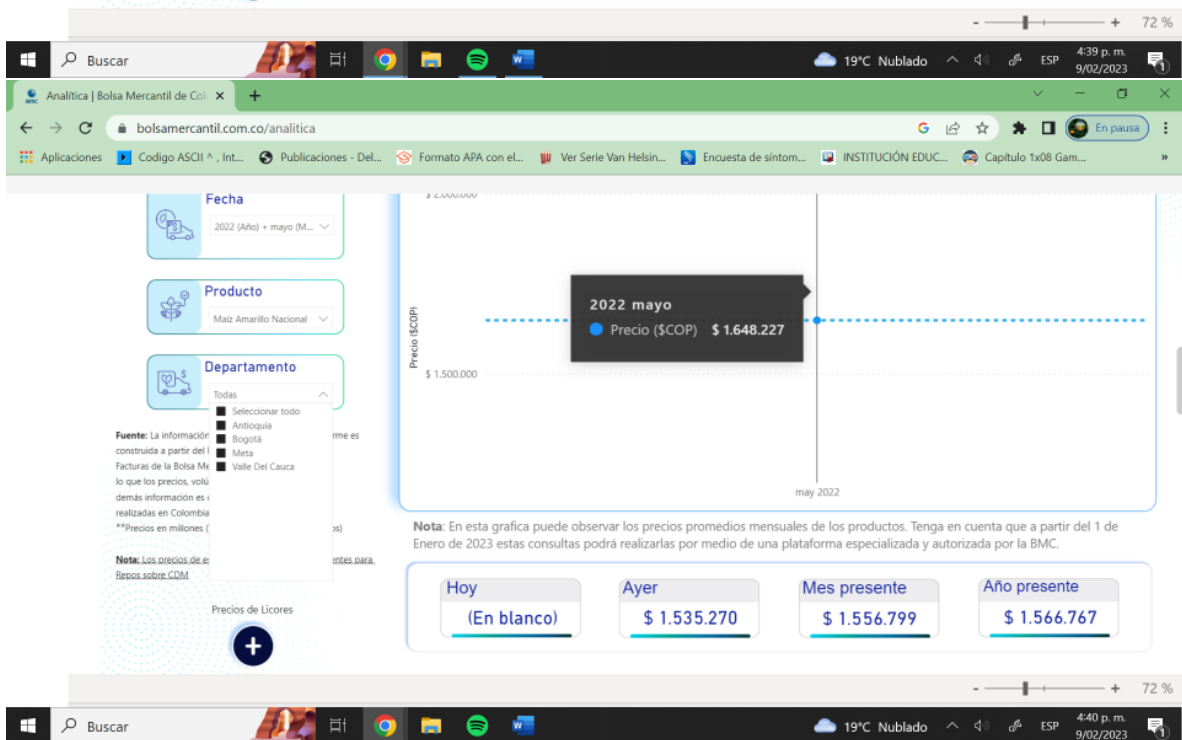 - + 72 %
Buscar
19°C Nublado
ESP
4:39 p. m.
9/02/2023
1
Analítica | Bolsa Mercantil de Col
bolsamercantil.com.co/analitica
En pausa
Aplicaciones
Codigo ASCII ^ , Int...
Publicaciones - Del...
Formato APA con el...
Ver Serie Van Helsin...
Encuesta de síntom...
INSTITUCIÓN EDUC...
Capítulo 1x08 Gam...
»
Fecha
2022 (Año) + mayo (M...
Producto
Maíz Amarillo Nacional
Departamento
Todas
Seleccionar todo
Antioquia
Bogotá
Meta
Valle Del Cauca
Fuente: La información
rme es
construida a partir del
Facturas de la Bolsa Me
lo que los precios, volú
demás información es
realizadas en Colombia
**Precios en millones (
os)
Nota: Los precios de e
entes para
Repos sobre CDM
Precios de Licores
+
$ 2.000.000
Precio ($COP)
$ 1.500.000
2022 mayo
Precio ($COP) $ 1.648.227
may 2022
Nota: En esta grafica puede observar los precios promedios mensuales de los productos. Tenga en cuenta que a partir del 1 de
Enero de 2023 estas consultas podrá realizarlas por medio de una plataforma especializada y autorizada por la BMC.
Hoy
(En blanco)
Ayer
$ 1.535.270
Mes presente
$ 1.556.799
Año presente
$ 1.566.767
- + 72 %
Buscar
19°C Nublado
ESP
4:40 p. m.
9/02/2023
1